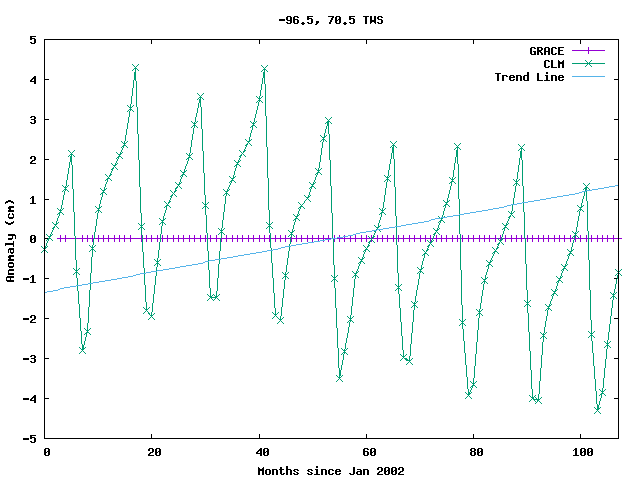 -96.5, 70.5 TWS
GRACE
CLM
Trend Line
5
4
3
2
1
0
-1
-2
-3
-4
-5
Anomaly (cm)
0 20 40 60 80 100
Months since Jan 2002